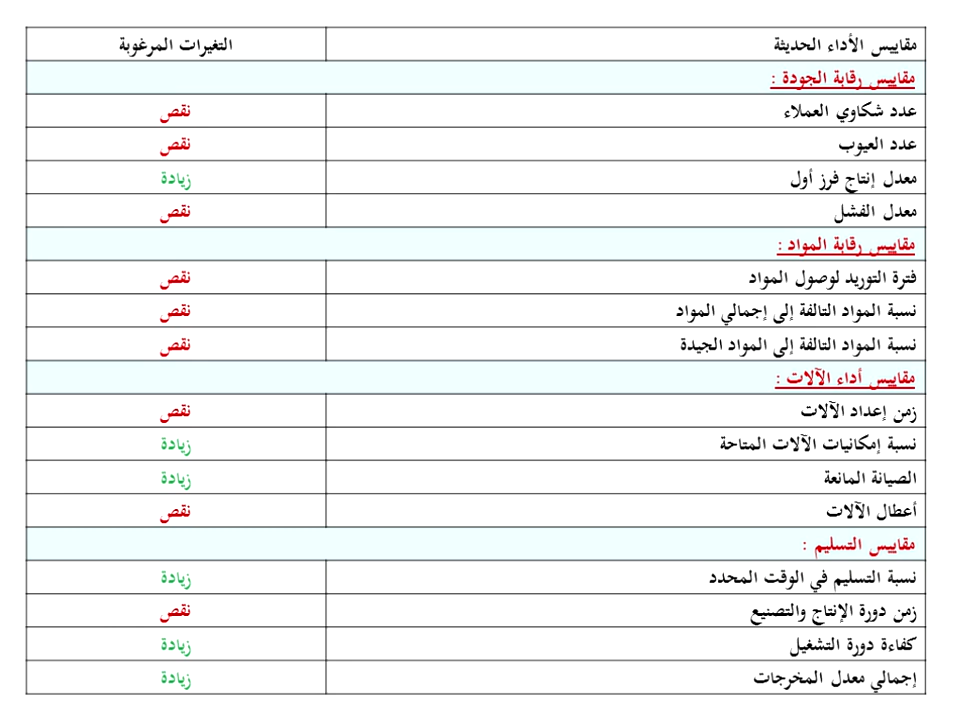 مقاييس الأداء الحديثة	التغيرات المرغوبة
مقاييس رقابة الجودة :
عدد شكاوي العملاء	نقص
عدد العيوب	نقص
معدل إنتاج فرز أول	زيادة
معدل الفشل	نقص
مقاييس رقابة المواد :
فترة التوريد لوصول المواد	نقص
نسبة المواد التالفة إلى إجمالي المواد	نقص
نسبة المواد التالفة إلى المواد الجيدة	نقص
مقاييس أداء الآلات :
زمن إعداد الآلات	نقص
نسبة إمكانيات الآلات المتاحة	زيادة
الصيانة المانعة	زيادة
أعطال الآلات	نقص
مقاييس التسليم :
نسبة التسليم في الوقت المحدد	زيادة
زمن دورة الإنتاج والتصنيع	نقص
كفاءة دورة التشغيل	زيادة
إجمالي معدل المخرجات	زيادة